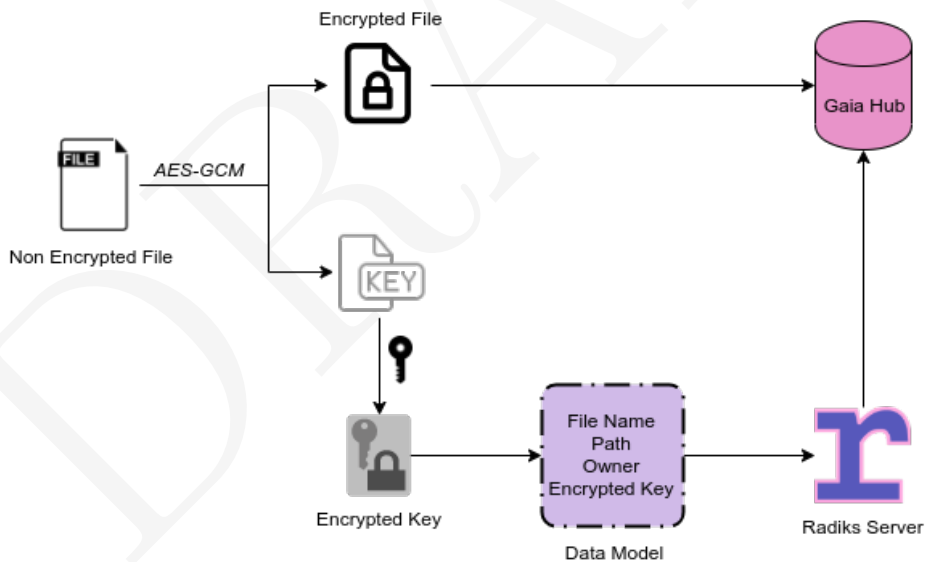 Encrypted File
Gaia Hub
FILE
AES-GCM
Non Encrypted File
KEY
File Name
Path
Owner
Encrypted Key
r
Encrypted Key
Radiks Server
Data Model
DRA